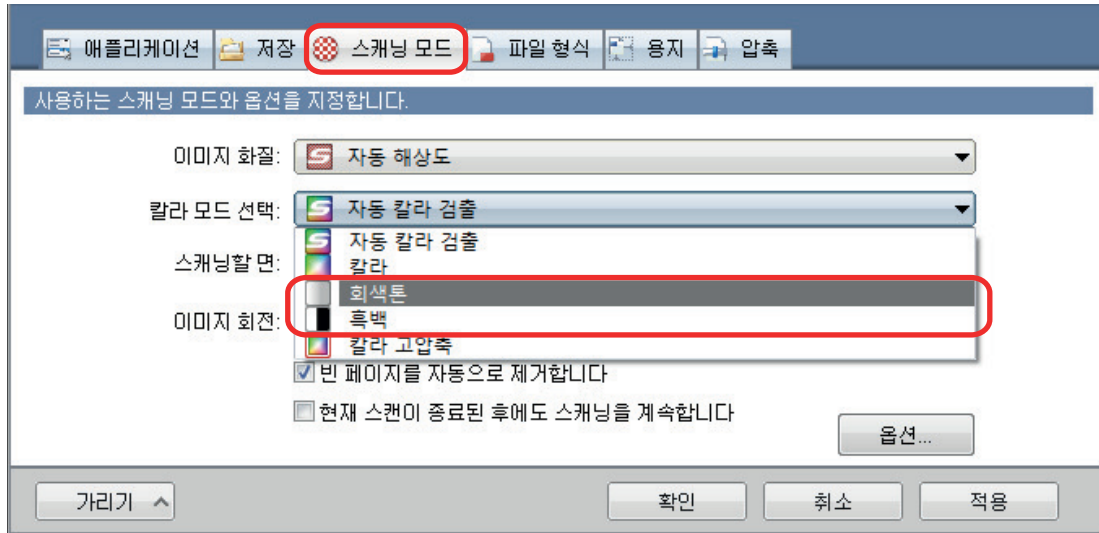 애플리케이션 저장 스캐닝 모드 파일 형식 용지 압축
사용하는 스캐닝 모드와 옵션을 지정합니다.
이미지 화질: 자동 해상도
칼라 모드 선택: 자동 칼라 검출
자동 칼라 검출
스캐닝할 면: 칼라
회색톤
이미지 회전: 흑백
칼라 고압축
빈 페이지를 자동으로 제거합니다
현재 스캔이 종료된 후에도 스캐닝을 계속합니다
옵션...
가리기 확인 취소 적용